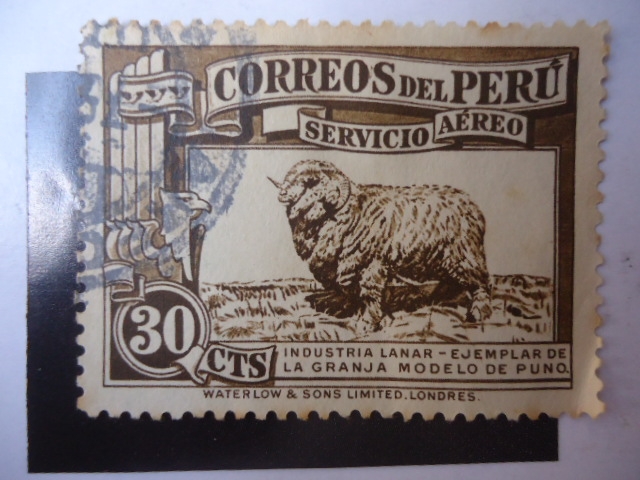 CORREOS DEL PERÚ
SERVICIO AÉREO
30 CTS
INDUSTRIA LANAR - EJEMPLAR DE
LA GRANJA MODELO DE PUNO.
WATERLOW & SONS LIMITED. LONDRES.